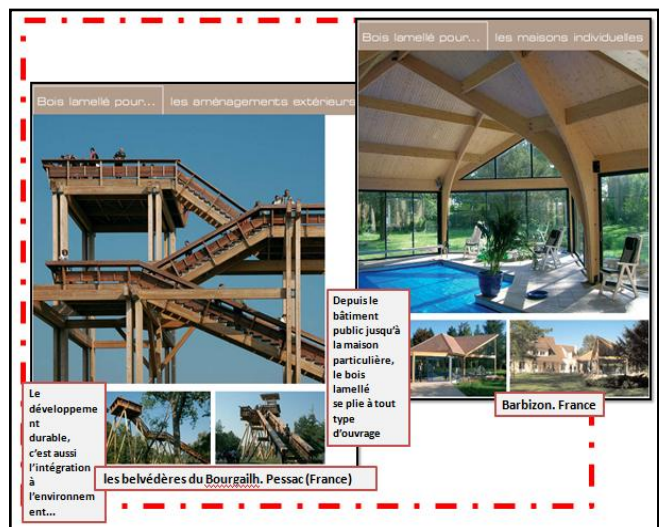 Bois lamellé pour... les maisons individuelles
Bois lamellé pour... les aménagements extérieurs
Depuis le
bâtiment
public jusqu'à
la maison
particulière,
le bois
lamellé
se plie à tout
type
d'ouvrage
Barbizon. France
Le
développeme
nt
durable,
c'est aussi
l'intégration
à
l'environnem
ent...
les belvédères du Bourgailh. Pessac (France)